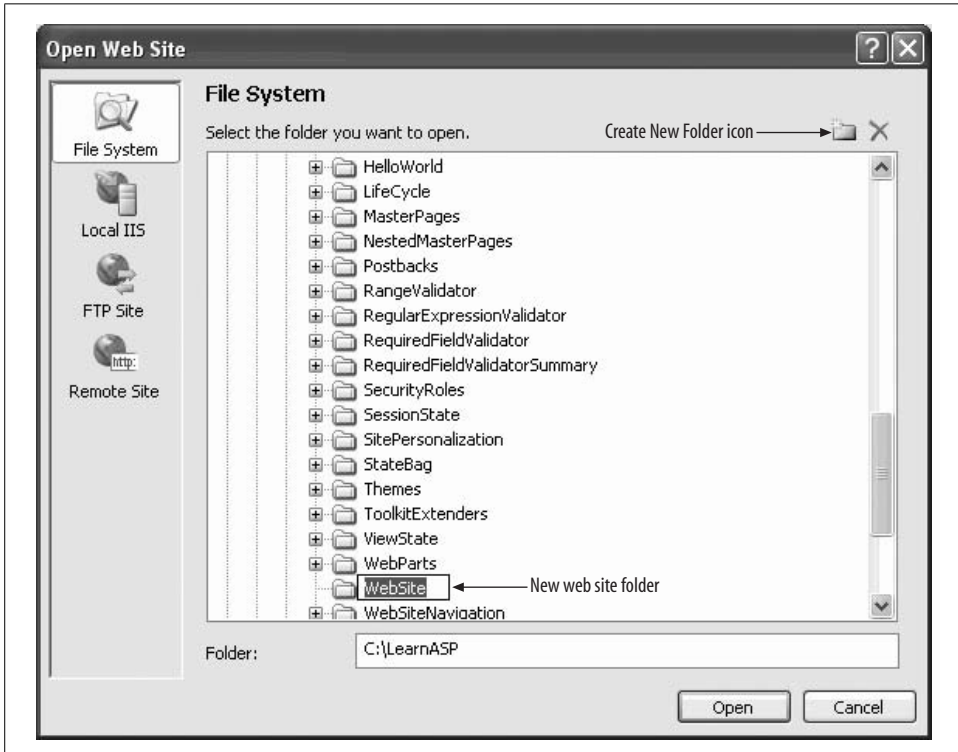 Open Web Site
File System
Local IIS
FTP Site
http:
Remote Site
File System
Select the folder you want to open.
Create New Folder icon
HelloWorld
LifeCycle
MasterPages
NestedMasterPages
Postbacks
RangeValidator
RegularExpressionValidator
RequiredFieldValidator
RequiredFieldValidatorSummary
SecurityRoles
SessionState
SitePersonalization
StateBag
Themes
ToolkitExtenders
ViewState
WebParts
WebSite
New web site folder
WebSiteNavigation
Folder:
C:\LearnASP
Open
Cancel